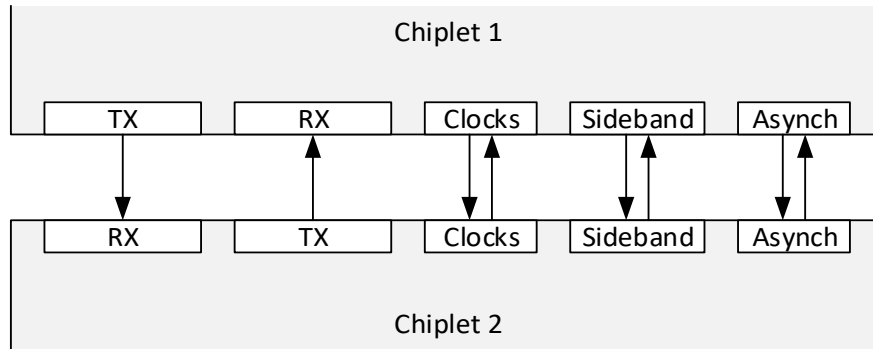 Chiplet 1
TX RX Clocks Sideband Asynch
RX TX Clocks Sideband Asynch
Chiplet 2